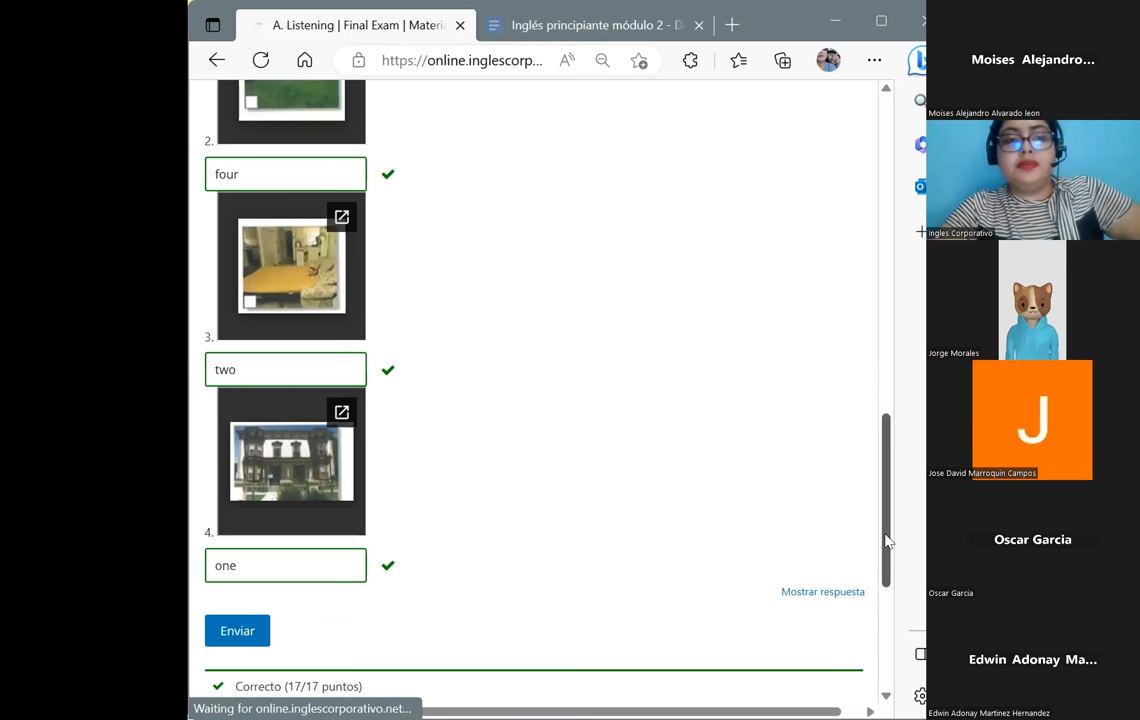 A. Listening | Final Exam | Materi
Inglés principiante módulo 2 - D
https://online.inglescorp...
2.
four
3.
two
4.
one
Mostrar respuesta
Enviar
Correcto (17/17 puntos)
Waiting for online.inglescorporativo.net...
Moises Alejandro...
Moises Alejandro Alvarado leon
Ingles Corporativo
Jorge Morales
J
Jose David Marroquin Campos
Oscar Garcia
Oscar Garcia
Edwin Adonay Ma...
Edwin Adonay Martinez Hernandez